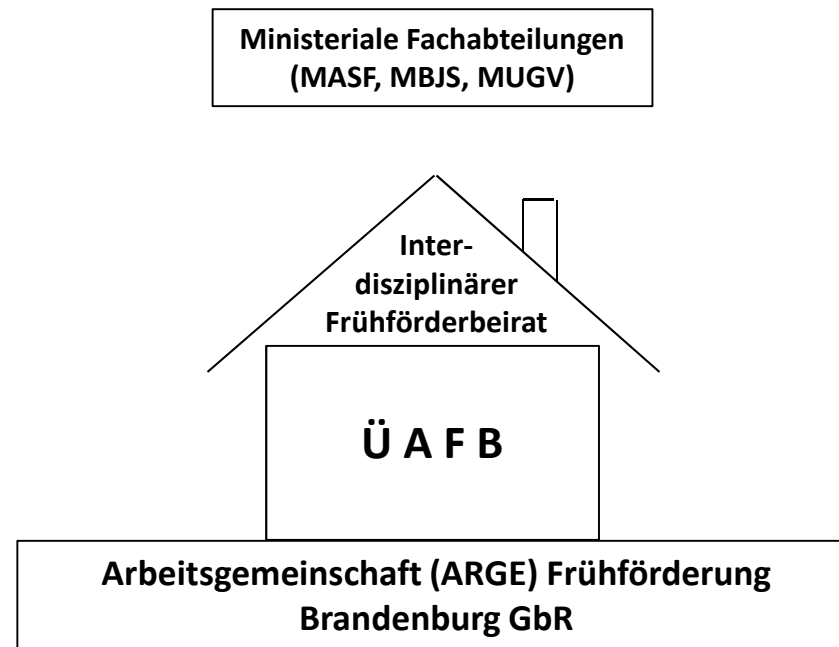 Ministeriale Fachabteilungen
(MASF, MBJS, MUGV)
Inter-
disziplinärer
Frühförderbeirat
Ü A F B
Arbeitsgemeinschaft (ARGE) Frühförderung
Brandenburg GbR